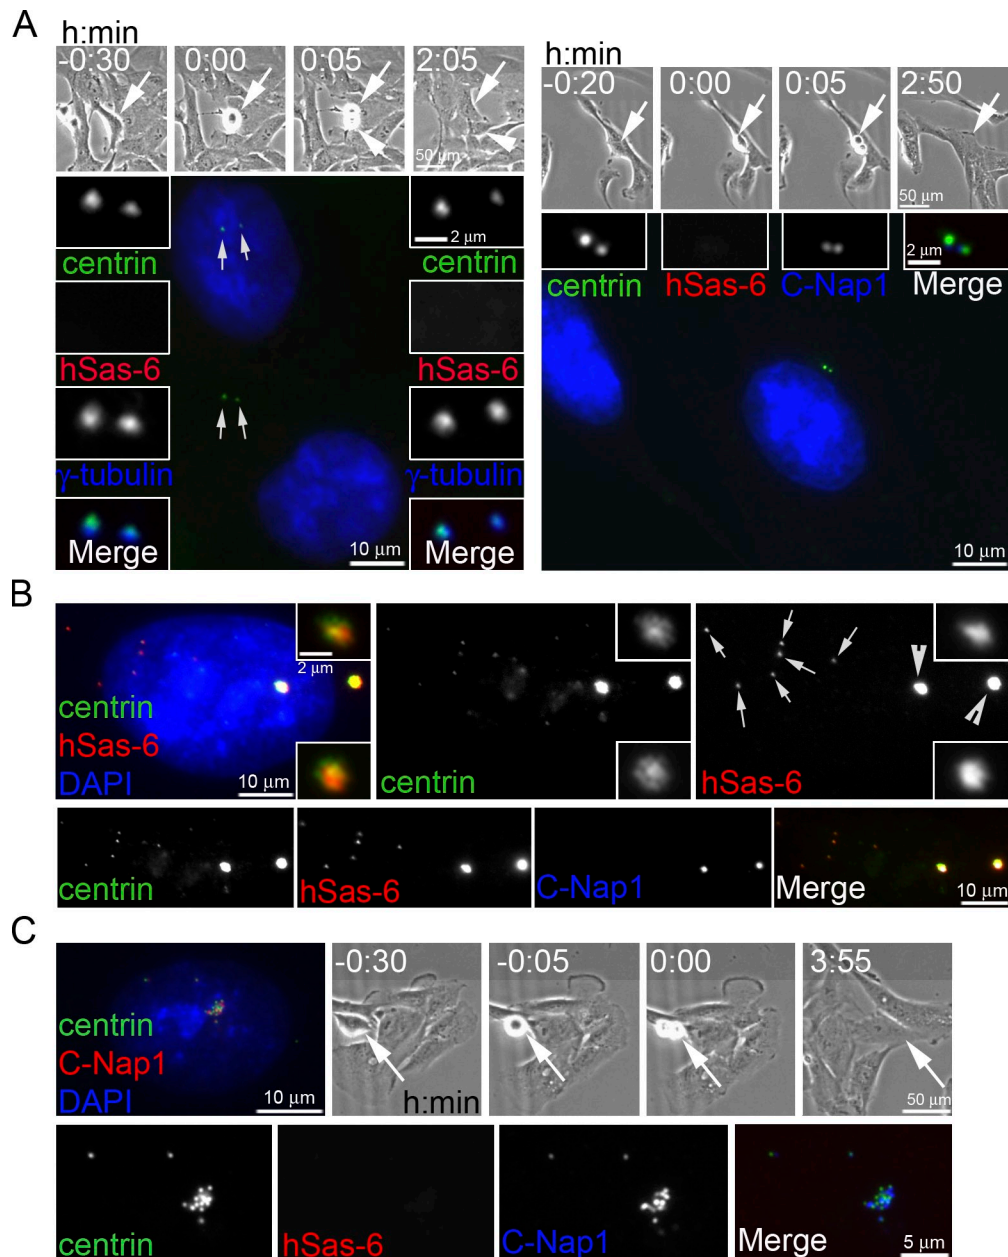 A
h:min
-0:30
0:00
0:05
2:05
50 µm
centrin
hSas-6
γ-tubulin
Merge
2 µm
centrin
hSas-6
γ-tubulin
Merge
10 µm
h:min
-0:20
0:00
0:05
2:50
50 µm
centrin
hSas-6
C-Nap1
2 µm
Merge
10 µm
B
centrin
hSas-6
DAPI
2 µm
10 µm
centrin
hSas-6
centrin
hSas-6
C-Nap1
Merge
10 µm
C
centrin
C-Nap1
DAPI
10 µm
-0:30
h:min
-0:05
0:00
3:55
50 µm
centrin
hSas-6
C-Nap1
Merge
5 µm